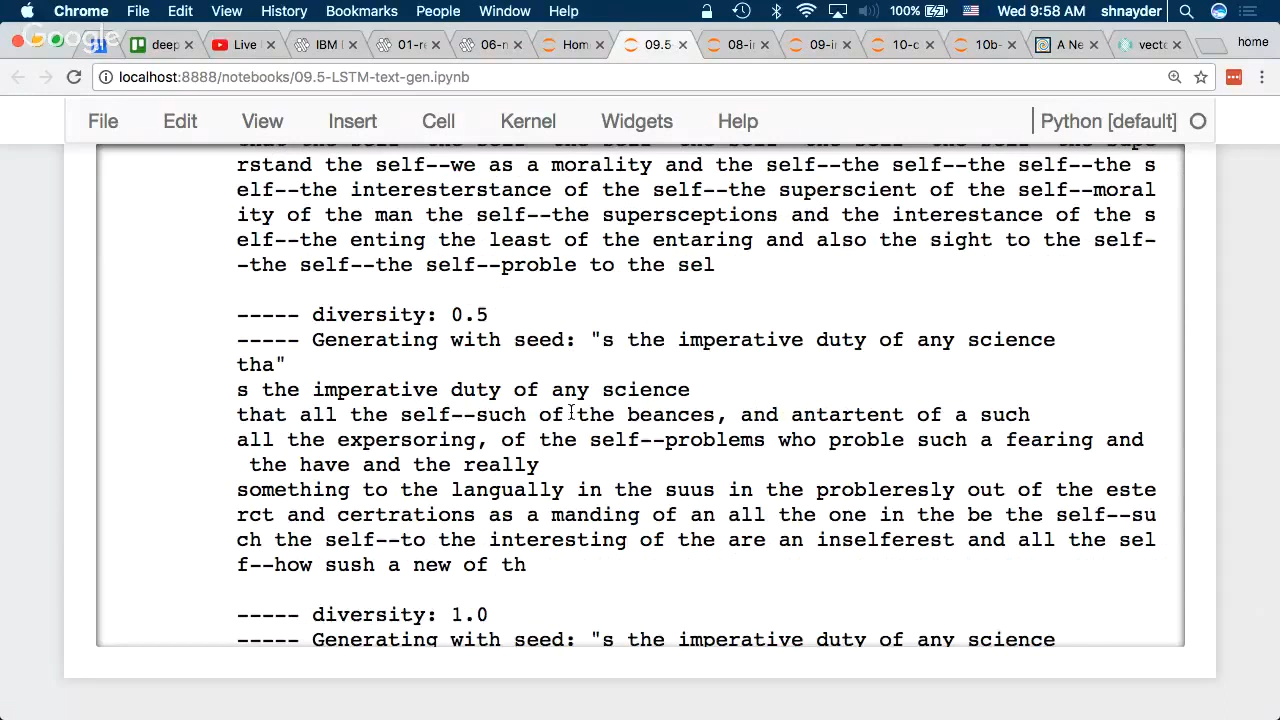 Chrome File Edit View History Bookmarks People Window Help 100% Wed 9:58 AM shnayder
Google deep Live IBM 01-r 06-r Hom 09.5- 08-i 09-l 10- 10b- A Ne vect home
localhost:8888/notebooks/09.5-LSTM-text-gen.ipynb
File Edit View Insert Cell Kernel Widgets Help Python [default]
rstand the self--we as a morality and the self--the self--the self--the s
elf--the interesterstance of the self--the superscient of the self--moral
ity of the man the self--the supersceptions and the interestance of the s
elf--the enting the least of the entaring and also the sight to the self-
-the self--the self--proble to the sel
----- diversity: 0.5
----- Generating with seed: "s the imperative duty of any science
tha"
s the imperative duty of any science
that all the self--such of the beances, and antartent of a such
all the expersoring, of the self--problems who proble such a fearing and
the have and the really
something to the langually in the suus in the probleresly out of the este
rct and certrations as a manding of an all the one in the be the self--su
ch the self--to the interesting of the are an inselferest and all the sel
f--how sush a new of th
----- diversity: 1.0
----- Generating with seed: "s the imperative duty of any science